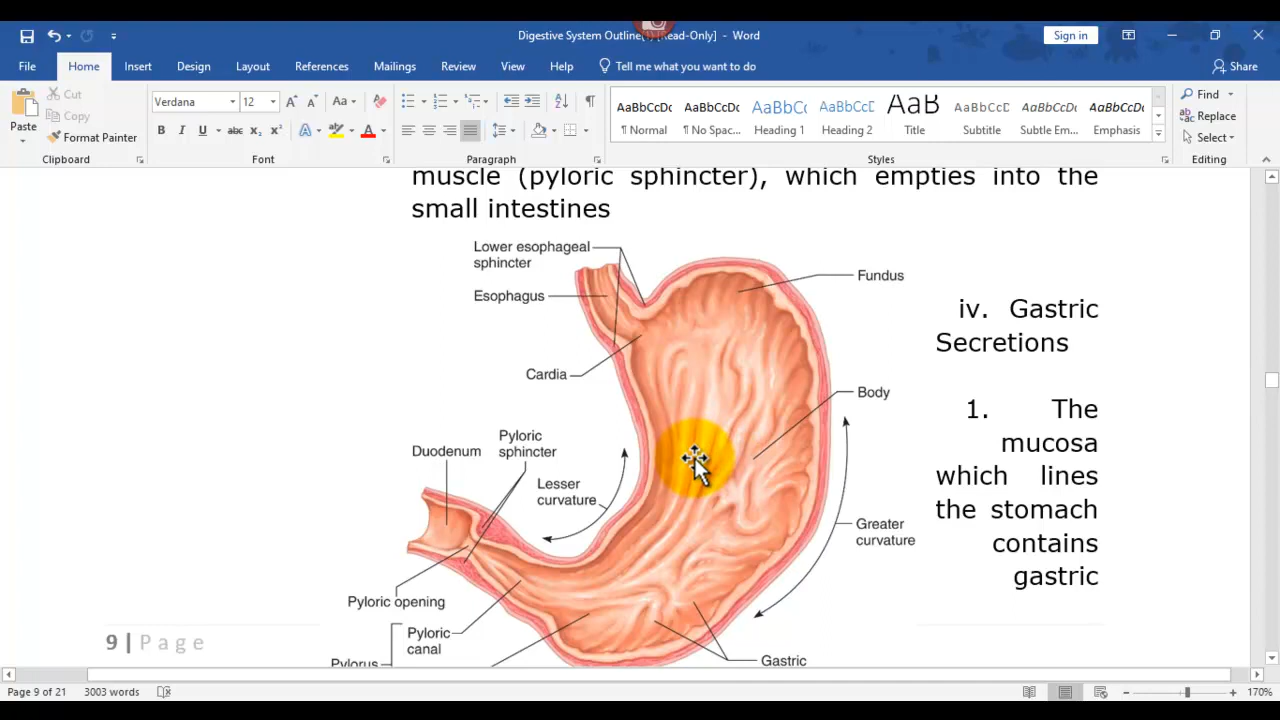 Digestive System Outline(1) [Read-Only] - Word
Sign in
File Home Insert Design Layout References Mailings Review View Help Tell me what you want to do Share
Paste
Cut
Copy
Format Painter
Verdana 12
AaBbCcDc AaBbCcDc AaBbCc AaBbCcC AaB AaBbCcC AaBbCcDc AaBbCcDc
¶ Normal ¶ No Spac... Heading 1 Heading 2 Title Subtitle Subtle Em... Emphasis
Find
Replace
Select
Clipboard Font Paragraph Styles Editing
muscle (pyloric sphincter), which empties into the
small intestines
Lower esophageal
sphincter
Esophagus
Cardia
Fundus
Body
Pyloric
sphincter
Duodenum
Lesser
curvature
Greater
curvature
Pyloric opening
Pyloric
canal
Pylorus
Gastric
iv. Gastric
Secretions
1. The
mucosa
which lines
the stomach
contains
gastric
9 | Page
Page 9 of 21 3003 words 170%